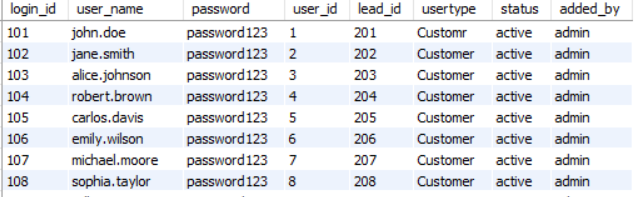 login_id user_name password user_id lead_id usertype status added_by
101 john.doe password123 1 201 Customr active admin
102 jane.smith password123 2 202 Customer active admin
103 alice.johnson password123 3 203 Customer active admin
104 robert.brown password123 4 204 Customer active admin
105 carlos.davis password123 5 205 Customer active admin
106 emily.wilson password123 6 206 Customer active admin
107 michael.moore password123 7 207 Customer active admin
108 sophia.taylor password123 8 208 Customer active admin